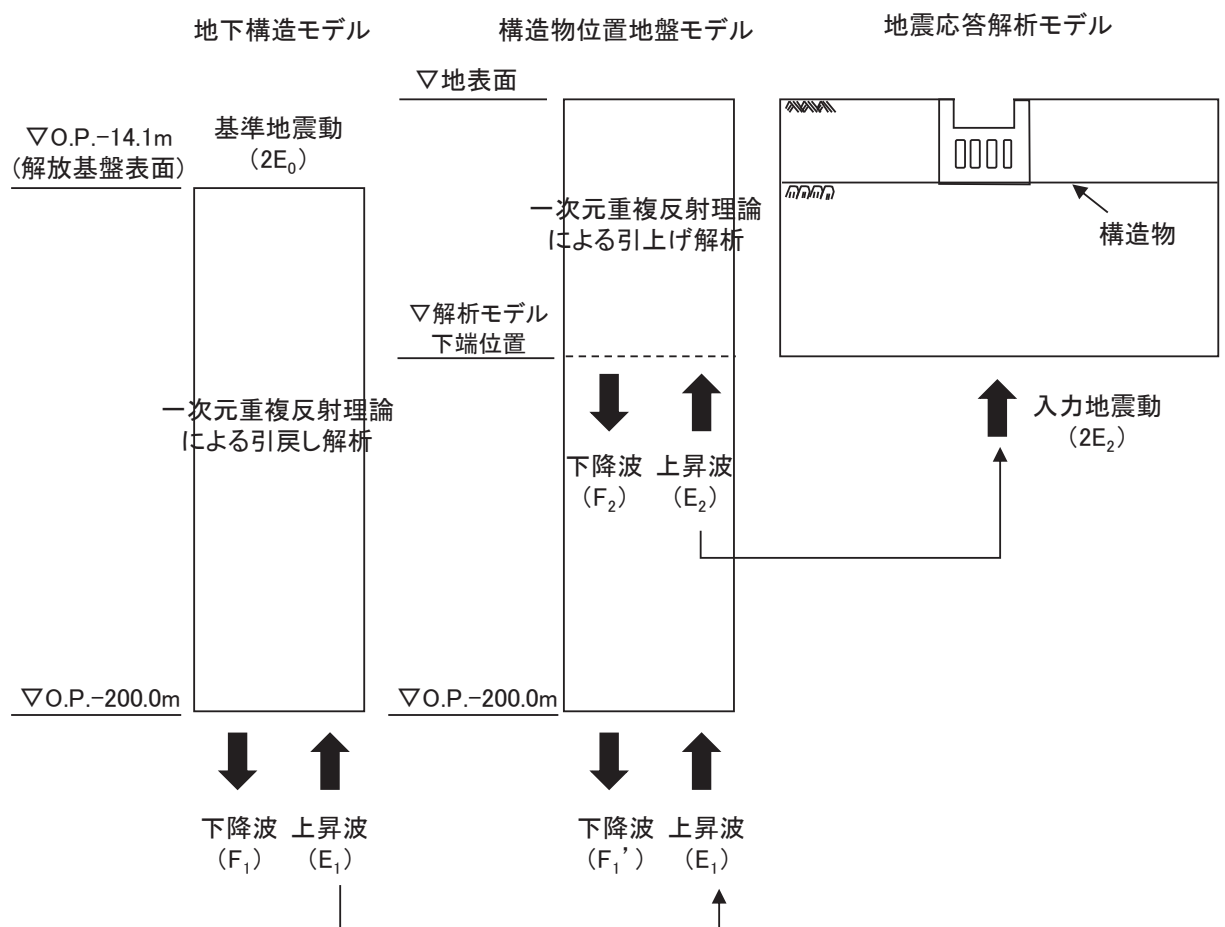 地下構造モデル
構造物位置地盤モデル
地震応答解析モデル
▽O.P.-14.1m
(解放基盤表面)
基準地震動
(2E₀)
一次元重複反射理論
による引戻し解析
▽O.P.-200.0m
下降波
(F₁)
上昇波
(E₁)
▽地表面
一次元重複反射理論
による引上げ解析
▽解析モデル
下端位置
下降波
(F₂)
上昇波
(E₂)
▽O.P.-200.0m
下降波
(F₁’)
上昇波
(E₁)
構造物
入力地震動
(2E₂)